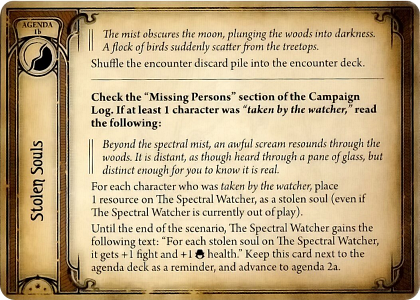 AGENDA
1b
Stolen Souls
The mist obscures the moon, plunging the woods into darkness.
A flock of birds suddenly scatter from the treetops.
Shuffle the encounter discard pile into the encounter deck.
Check the “Missing Persons” section of the Campaign
Log. If at least 1 character was “taken by the watcher,” read
the following:
Beyond the spectral mist, an awful scream resounds through the
woods. It is distant, as though heard through a pane of glass, but
distinct enough for you to know it is real.
For each character who was taken by the watcher, place
1 resource on The Spectral Watcher, as a stolen soul (even if
The Spectral Watcher is currently out of play).
Until the end of the scenario, The Spectral Watcher gains the
following text: “For each stolen soul on The Spectral Watcher,
it gets +1 fight and +1 health.” Keep this card next to the
agenda deck as a reminder, and advance to agenda 2a.